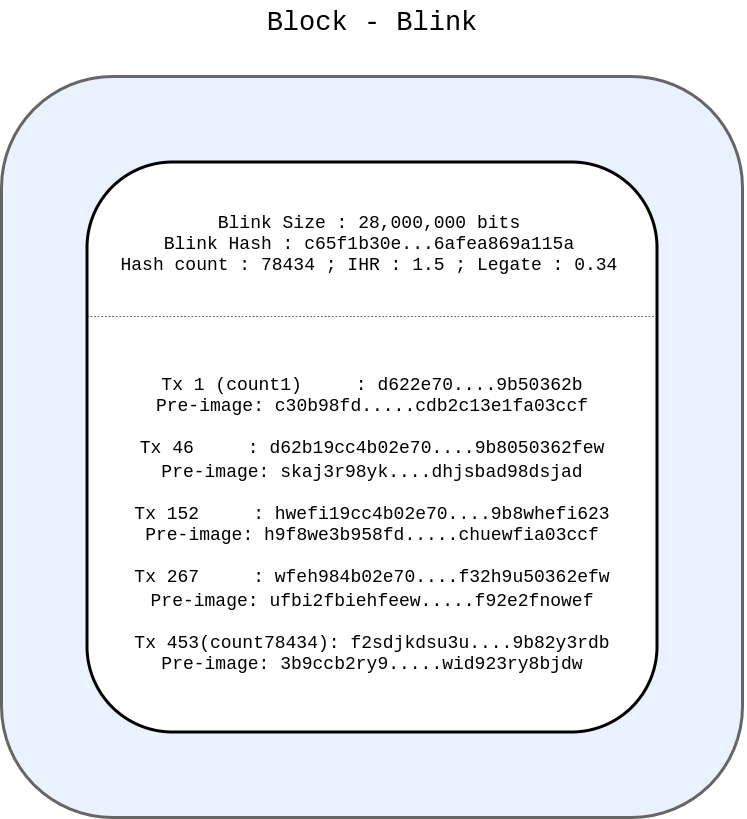 Block - Blink
Blink Size : 28,000,000 bits
Blink Hash : c65f1b30e...6afea869a115a
Hash count : 78434 ; IHR : 1.5 ; Legate : 0.34
Tx 1 (count1)     : d622e70....9b50362b
Pre-image: c30b98fd.....cdb2c13e1fa03ccf
Tx 46     : d62b19cc4b02e70....9b8050362few
Pre-image: skaj3r98yk....dhjsbad98dsjad
Tx 152     : hwefi19cc4b02e70....9b8whefi623
Pre-image: h9f8we3b958fd.....chuewfia03ccf
Tx 267     : wfeh984b02e70....f32h9u50362efw
Pre-image: ufbi2fbiehfeew.....f92e2fnowef
Tx 453(count78434): f2sdjkdsu3u....9b82y3rdb
Pre-image: 3b9ccb2ry9.....wid923ry8bjdw